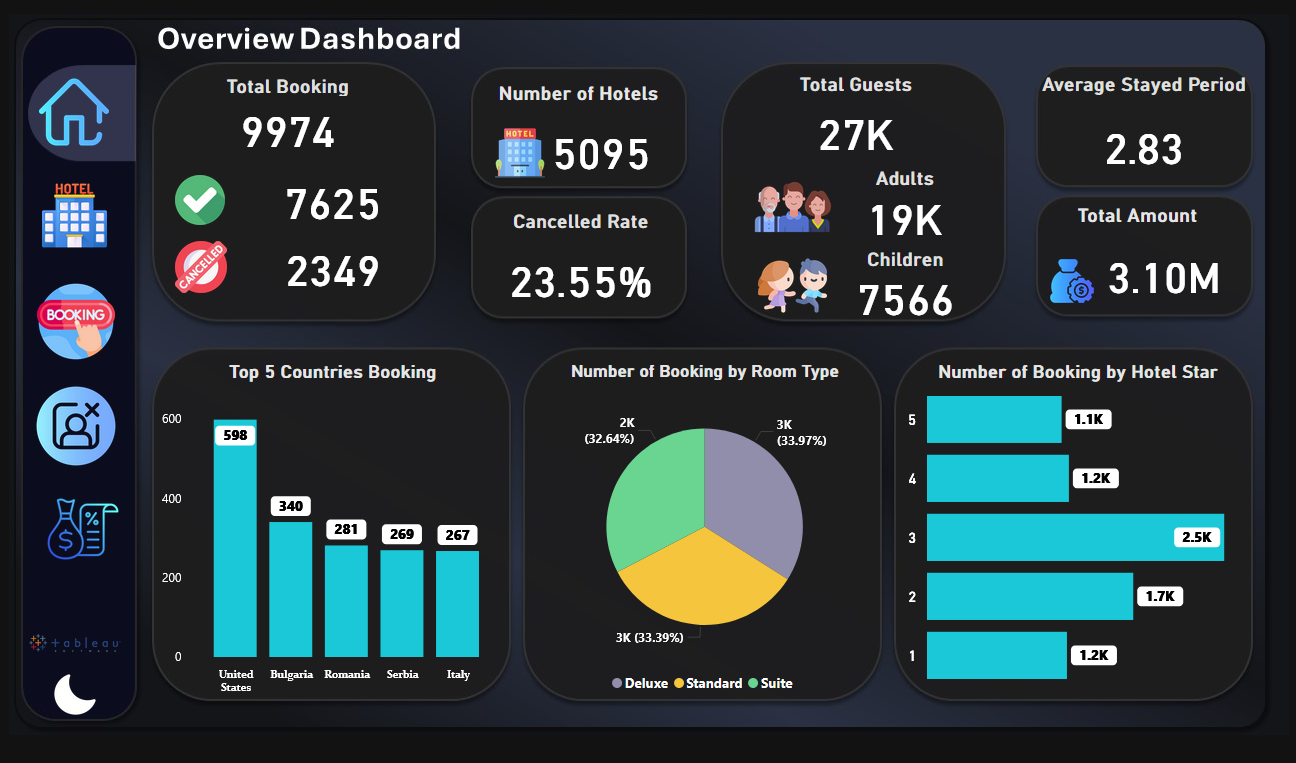 Overview Dashboard
Total Booking
9974
7625
CANCELLED
2349
Number of Hotels
HOTEL
5095
Cancelled Rate
23.55%
Total Guests
27K
Adults
19K
Children
7566
Average Stayed Period
2.83
Total Amount
3.10M
HOTEL
BOOKING
+ableau
Top 5 Countries Booking
600
400
200
0
598
340
281
269
267
United
States
Bulgaria
Romania
Serbia
Italy
Number of Booking by Room Type
2K
(32.64%)
3K
(33.97%)
3K (33.39%)
Deluxe
Standard
Suite
Number of Booking by Hotel Star
5
1.1K
4
1.2K
3
2.5K
2
1.7K
1
1.2K